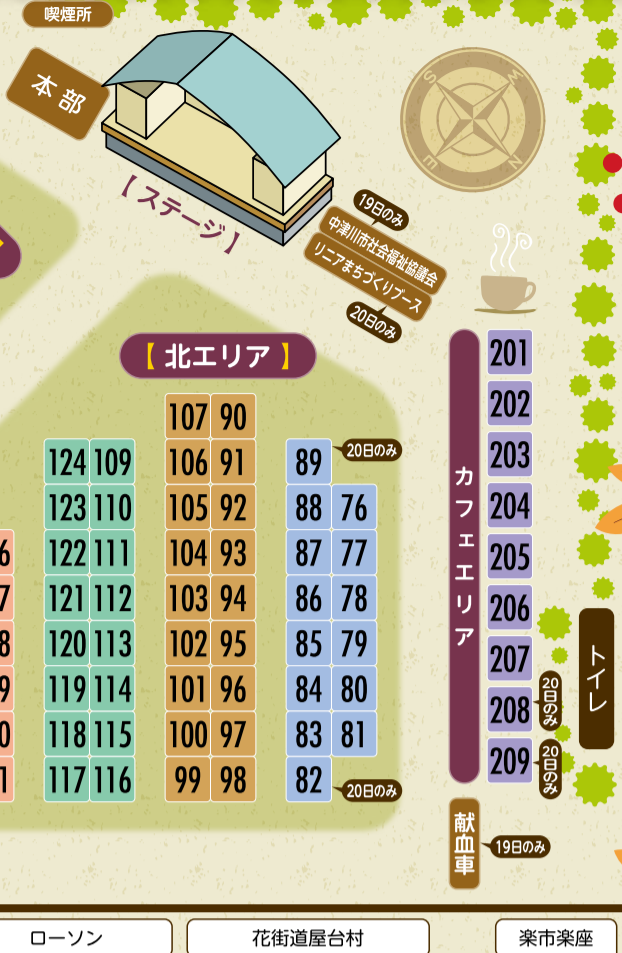 喫煙所
本部
【ステージ】
S
W
E
N
19日のみ
中津川市社会福祉協議会
リニアまちづくりブース
20日のみ
【北エリア】
107 90
124 109 106 91 89 20日のみ
123 110 105 92 88 76
6 122 111 104 93 87 77
7 121 112 103 94 86 78
8 120 113 102 95 85 79
9 119 114 101 96 84 80
0 118 115 100 97 83 81
1 117 116 99 98 82 20日のみ
カフェエリア
201
202
203
204
205
206
207
208 20日のみ
209 20日のみ
トイレ
献血車
19日のみ
ローソン
花街道屋台村
楽市楽座